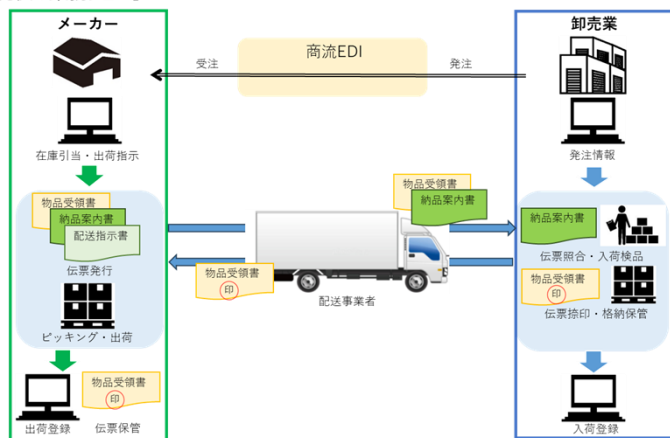 メーカー
卸売業
商流EDI
受注
発注
在庫引当・出荷指示
発注情報
物品受領書
納品案内書
配送指示書
伝票発行
ピッキング・出荷
物品受領書
納品案内書
物品受領書
印
配送事業者
納品案内書
伝票照合・入荷検品
物品受領書
印
伝票捺印・格納保管
物品受領書
印
出荷登録
伝票保管
入荷登録